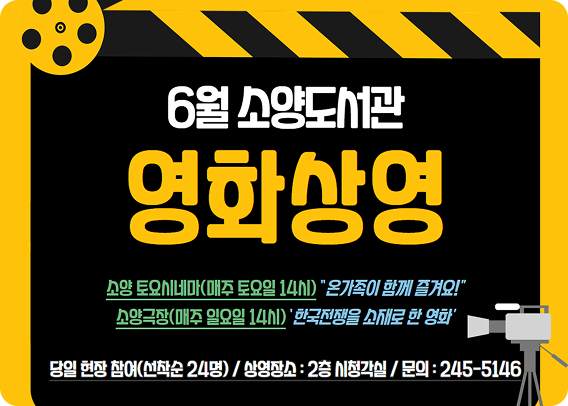 6월 소양도서관
영화상영
소양 토요시네마(매주 토요일 14시) "온가족이 함께 즐겨요!"
소양극장(매주 일요일 14시) '한국전쟁을 소재로 한 영화'
당일 현장 참여(선착순 24명) / 상영장소 : 2층 시청각실 / 문의 : 245-5146